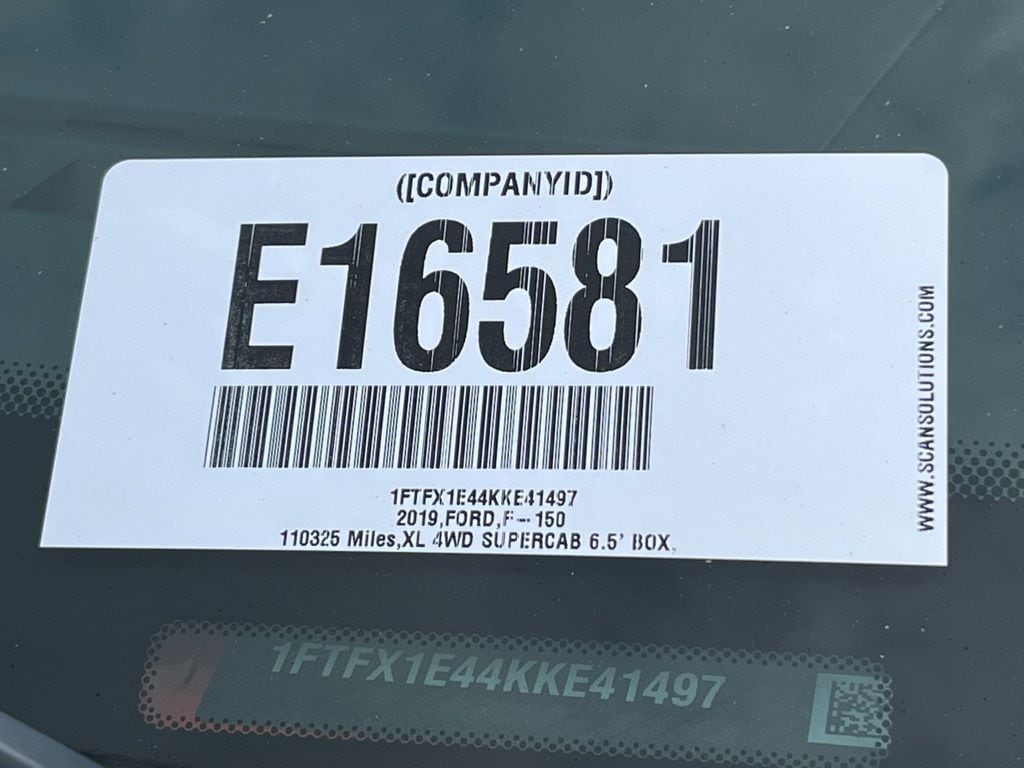 ([COMPANYID])
E16581
1FTFX1E44KKE41497
2019,FORD,F-150
110325 Miles,XL 4WD SUPERCAB 6.5' BOX,
WWW.SCANSOLUTIONS.COM
1FTFX1E44KKE41497